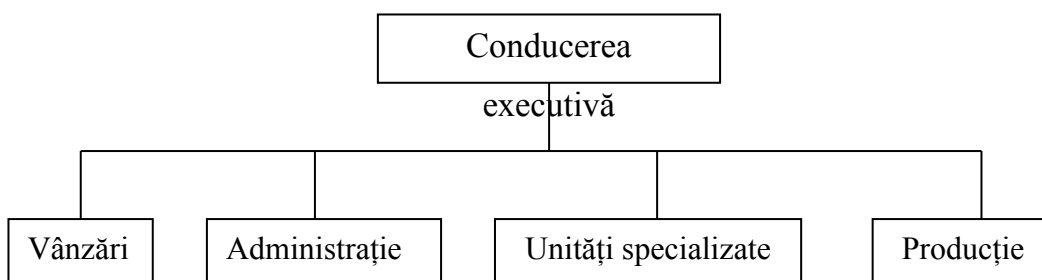 Conducerea
executivă
Vânzări
Administrație
Unități specializate
Producție